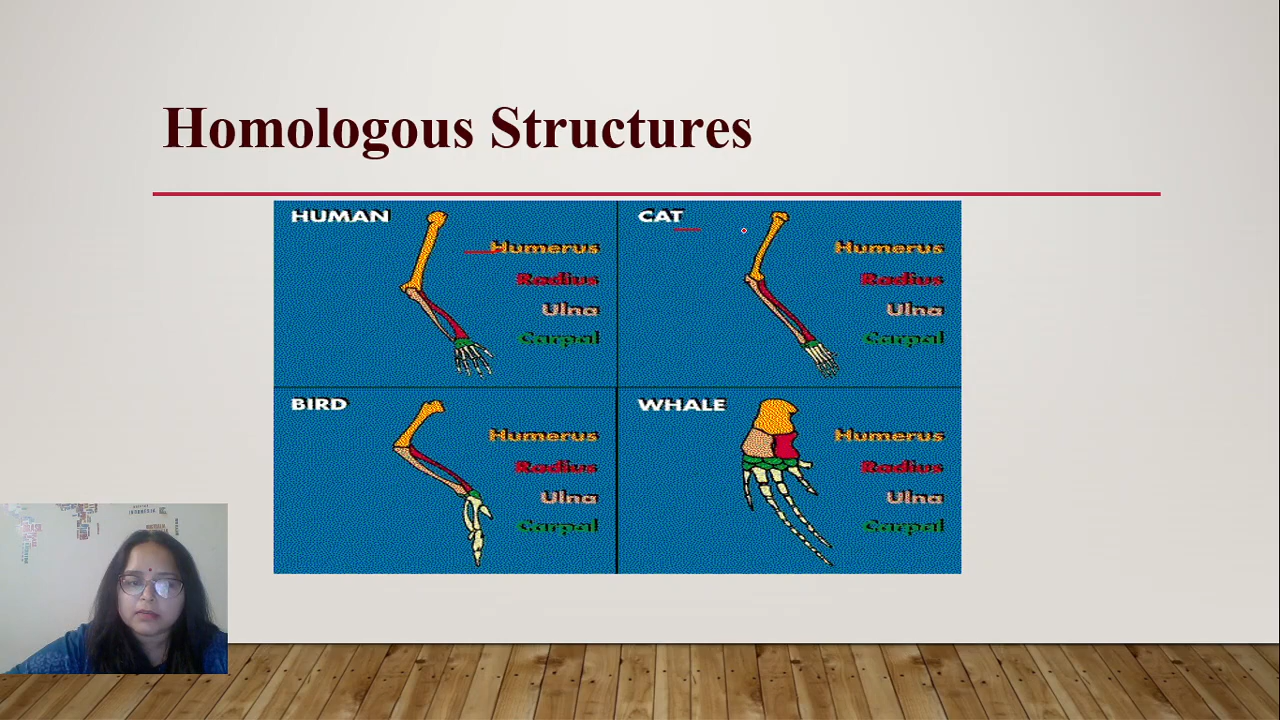 Homologous Structures
HUMAN
Humerus
Radius
Ulna
Carpal
CAT
Humerus
Radius
Ulna
Carpal
BIRD
Humerus
Radius
Ulna
Carpal
WHALE
Humerus
Radius
Ulna
Carpal